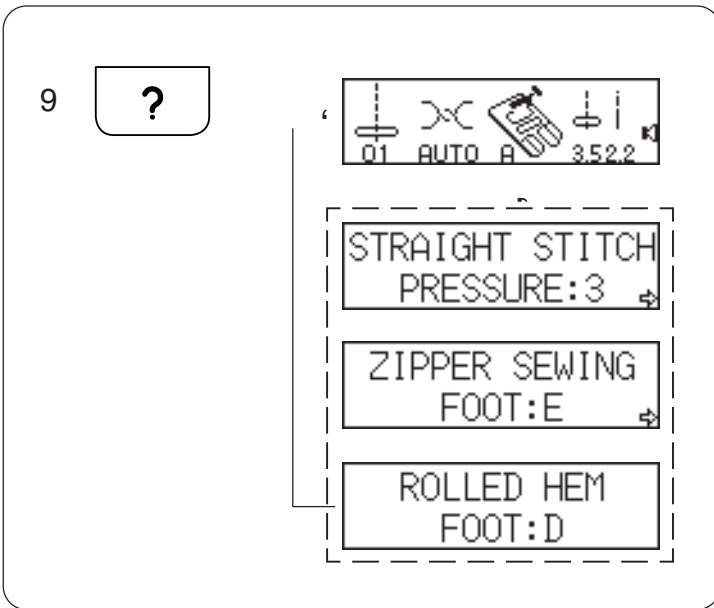 9 ?
01 AUTO A 3.5 2.2
STRAIGHT STITCH
PRESSURE:3
ZIPPER SEWING
FOOT:E
ROLLED HEM
FOOT:D